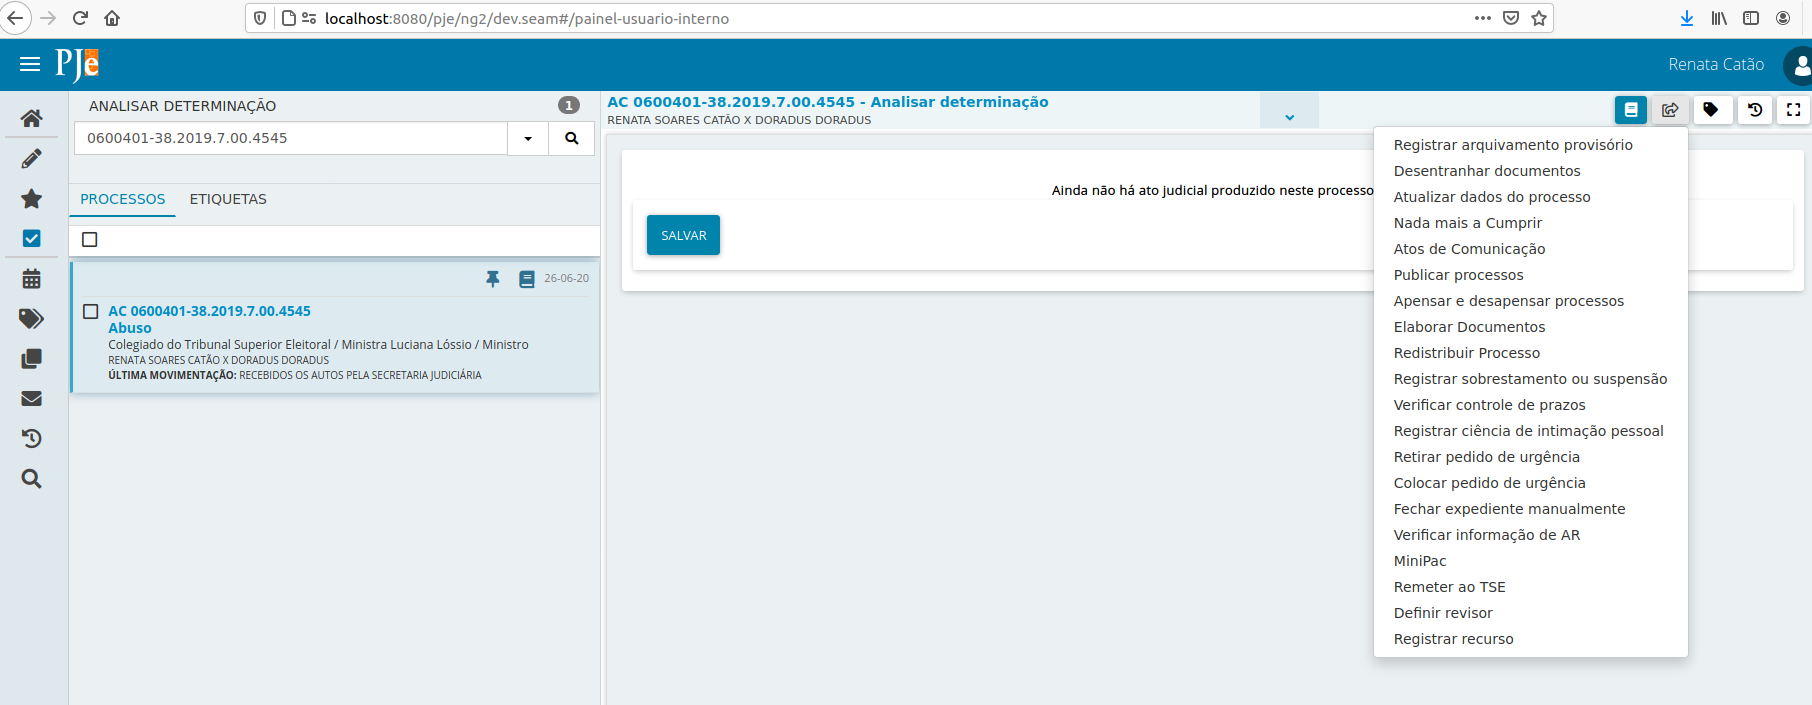 localhost:8080/pje/ng2/dev.seam#/painel-usuario-interno
PJe
Renata Catão
ANALISAR DETERMINAÇÃO
1
0600401-38.2019.7.00.4545
PROCESSOS ETIQUETAS
26-06-20
AC 0600401-38.2019.7.00.4545
Abuso
Colegiado do Tribunal Superior Eleitoral / Ministra Luciana Lóssio / Ministro
RENATA SOARES CATÃO X DORADUS DORADUS
ÚLTIMA MOVIMENTAÇÃO: RECEBIDOS OS AUTOS PELA SECRETARIA JUDICIÁRIA
AC 0600401-38.2019.7.00.4545 - Analisar determinação
RENATA SOARES CATÃO X DORADUS DORADUS
Ainda não há ato judicial produzido neste processo
SALVAR
Registrar arquivamento provisório
Desentranhar documentos
Atualizar dados do processo
Nada mais a Cumprir
Atos de Comunicação
Publicar processos
Apensar e desapensar processos
Elaborar Documentos
Redistribuir Processo
Registrar sobrestamento ou suspensão
Verificar controle de prazos
Registrar ciência de intimação pessoal
Retirar pedido de urgência
Colocar pedido de urgência
Fechar expediente manualmente
Verificar informação de AR
MiniPac
Remeter ao TSE
Definir revisor
Registrar recurso